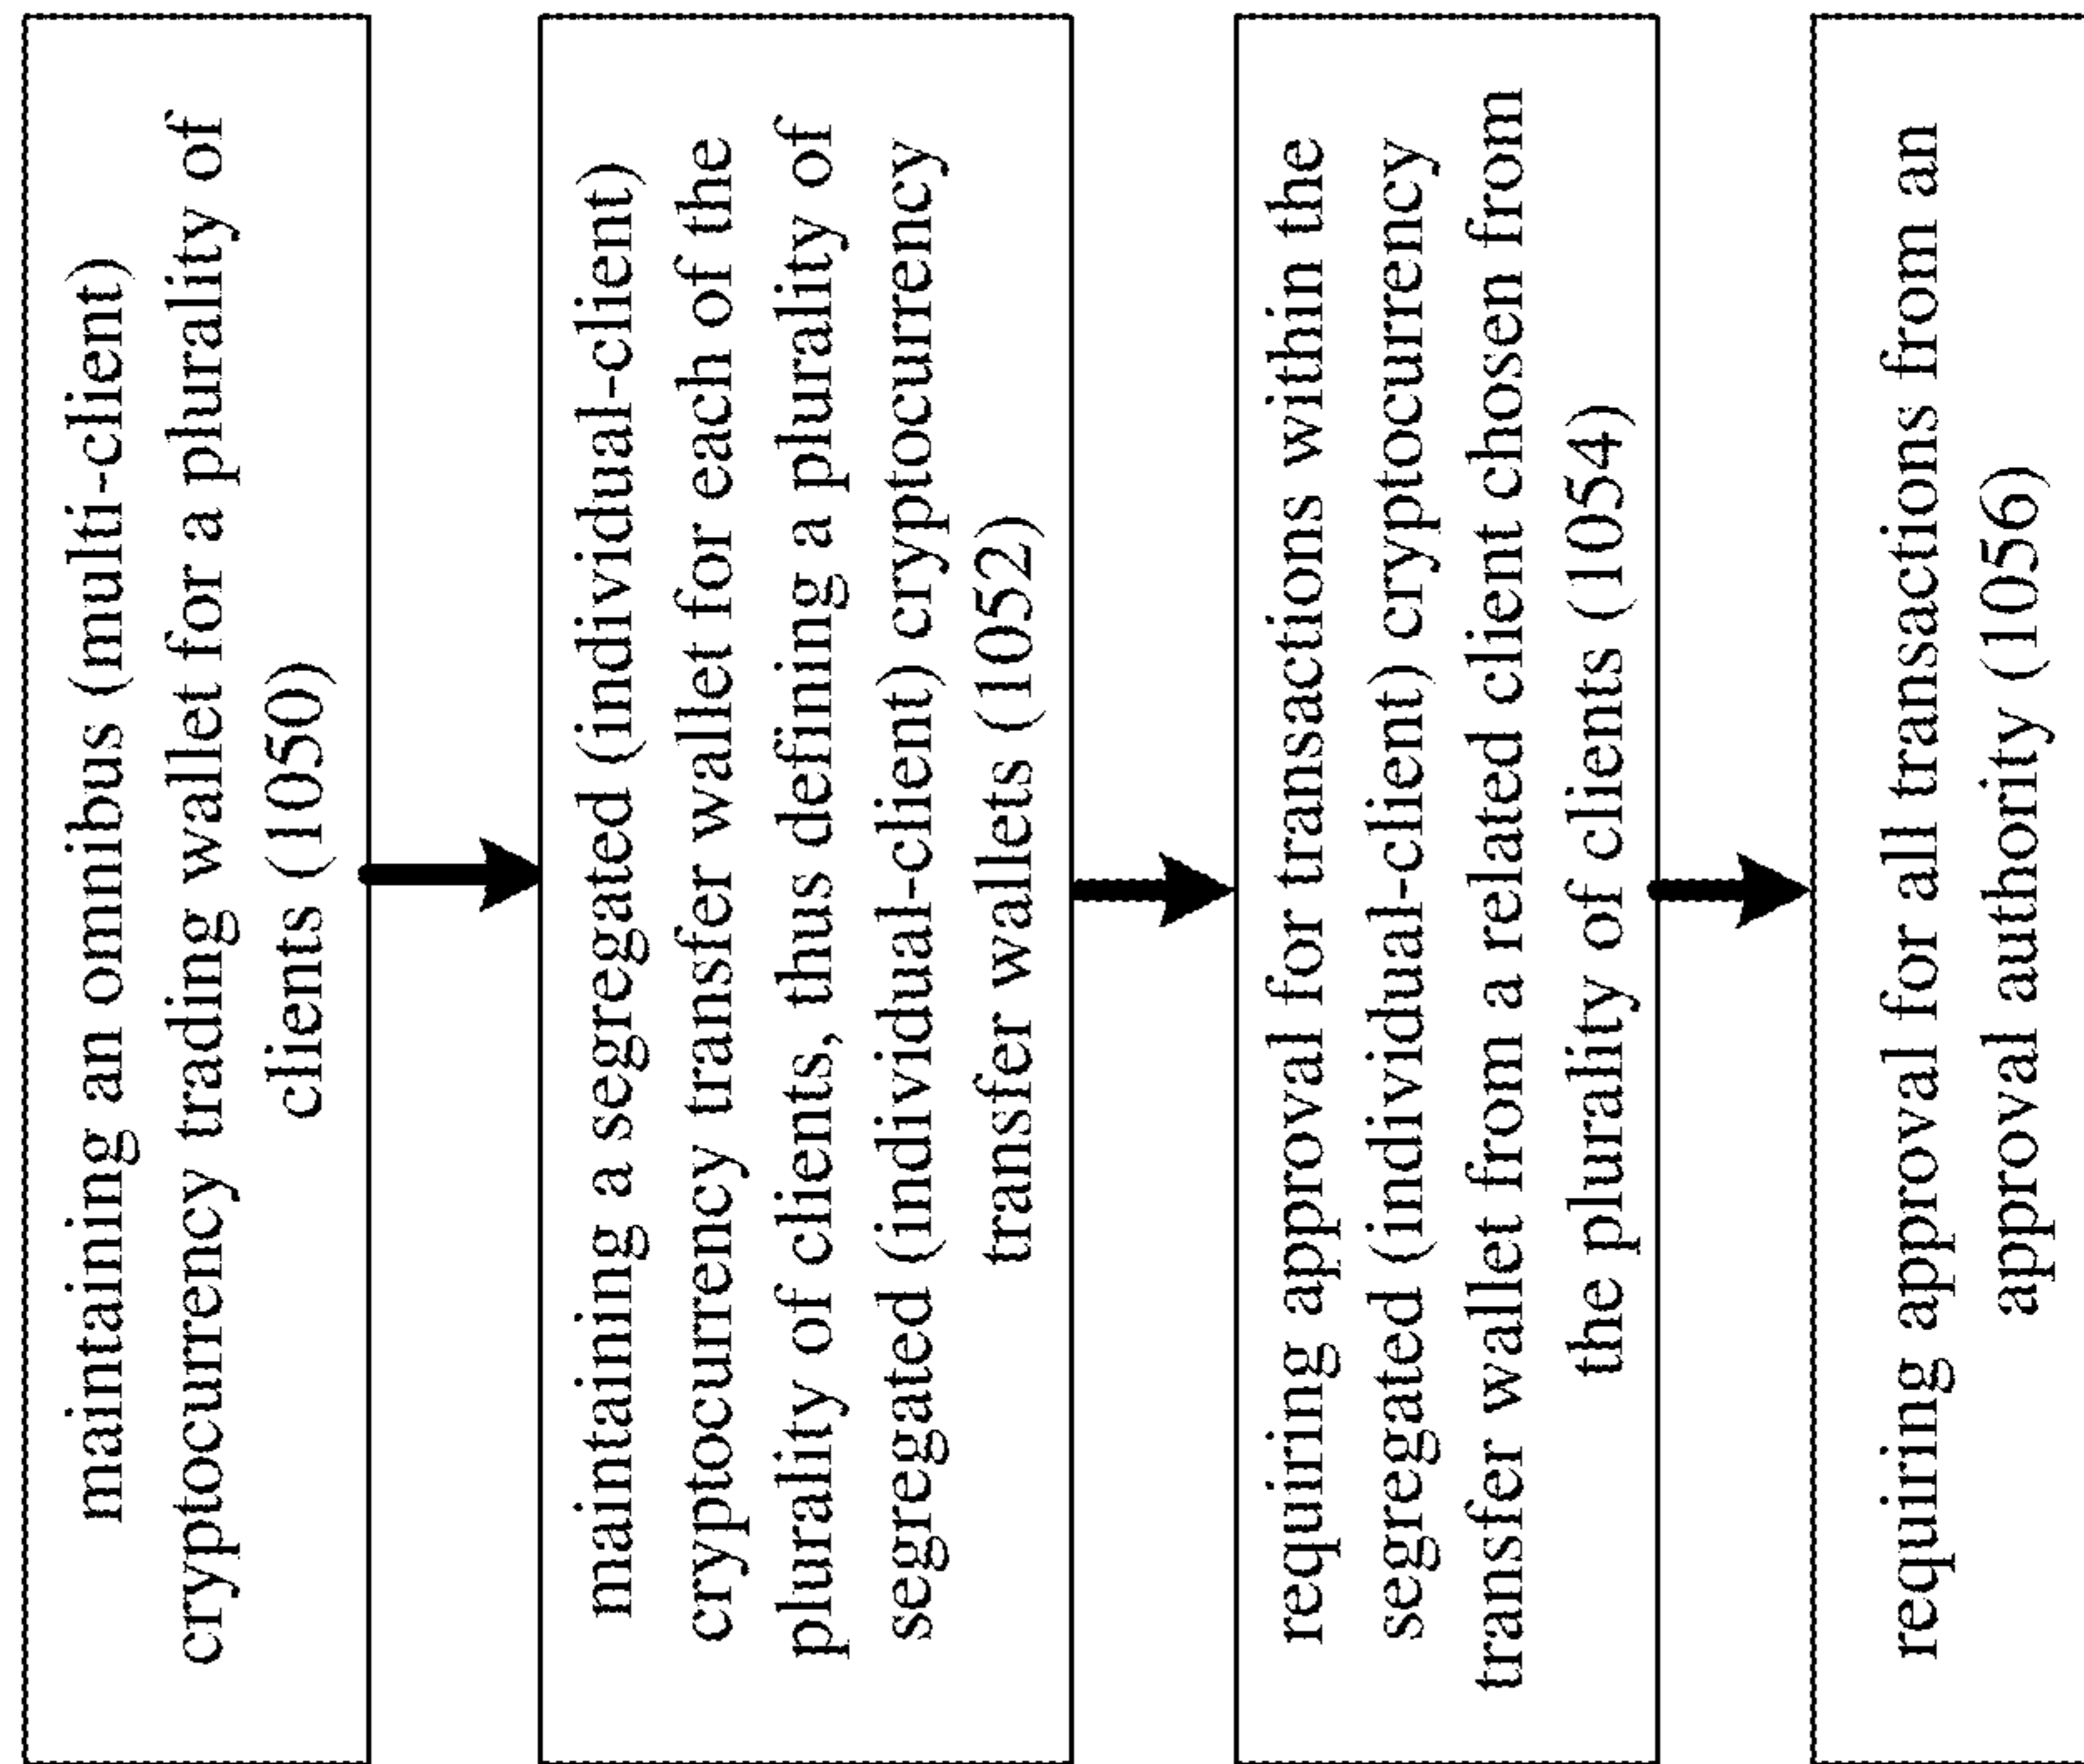 maintaining an omnibus (multi-client)
cryptocurrency trading wallet for a plurality of
clients (1050)
maintaining a segregated (individual-client)
cryptocurrency transfer wallet for each of the
plurality of clients, thus defining a plurality of
segregated (individual-client) cryptocurrency
transfer wallets (1052)
requiring approval for transactions within the
segregated (individual-client) cryptocurrency
transfer wallet from a related client chosen from
the plurality of clients (1054)
requiring approval for all transactions from an
approval authority (1056)